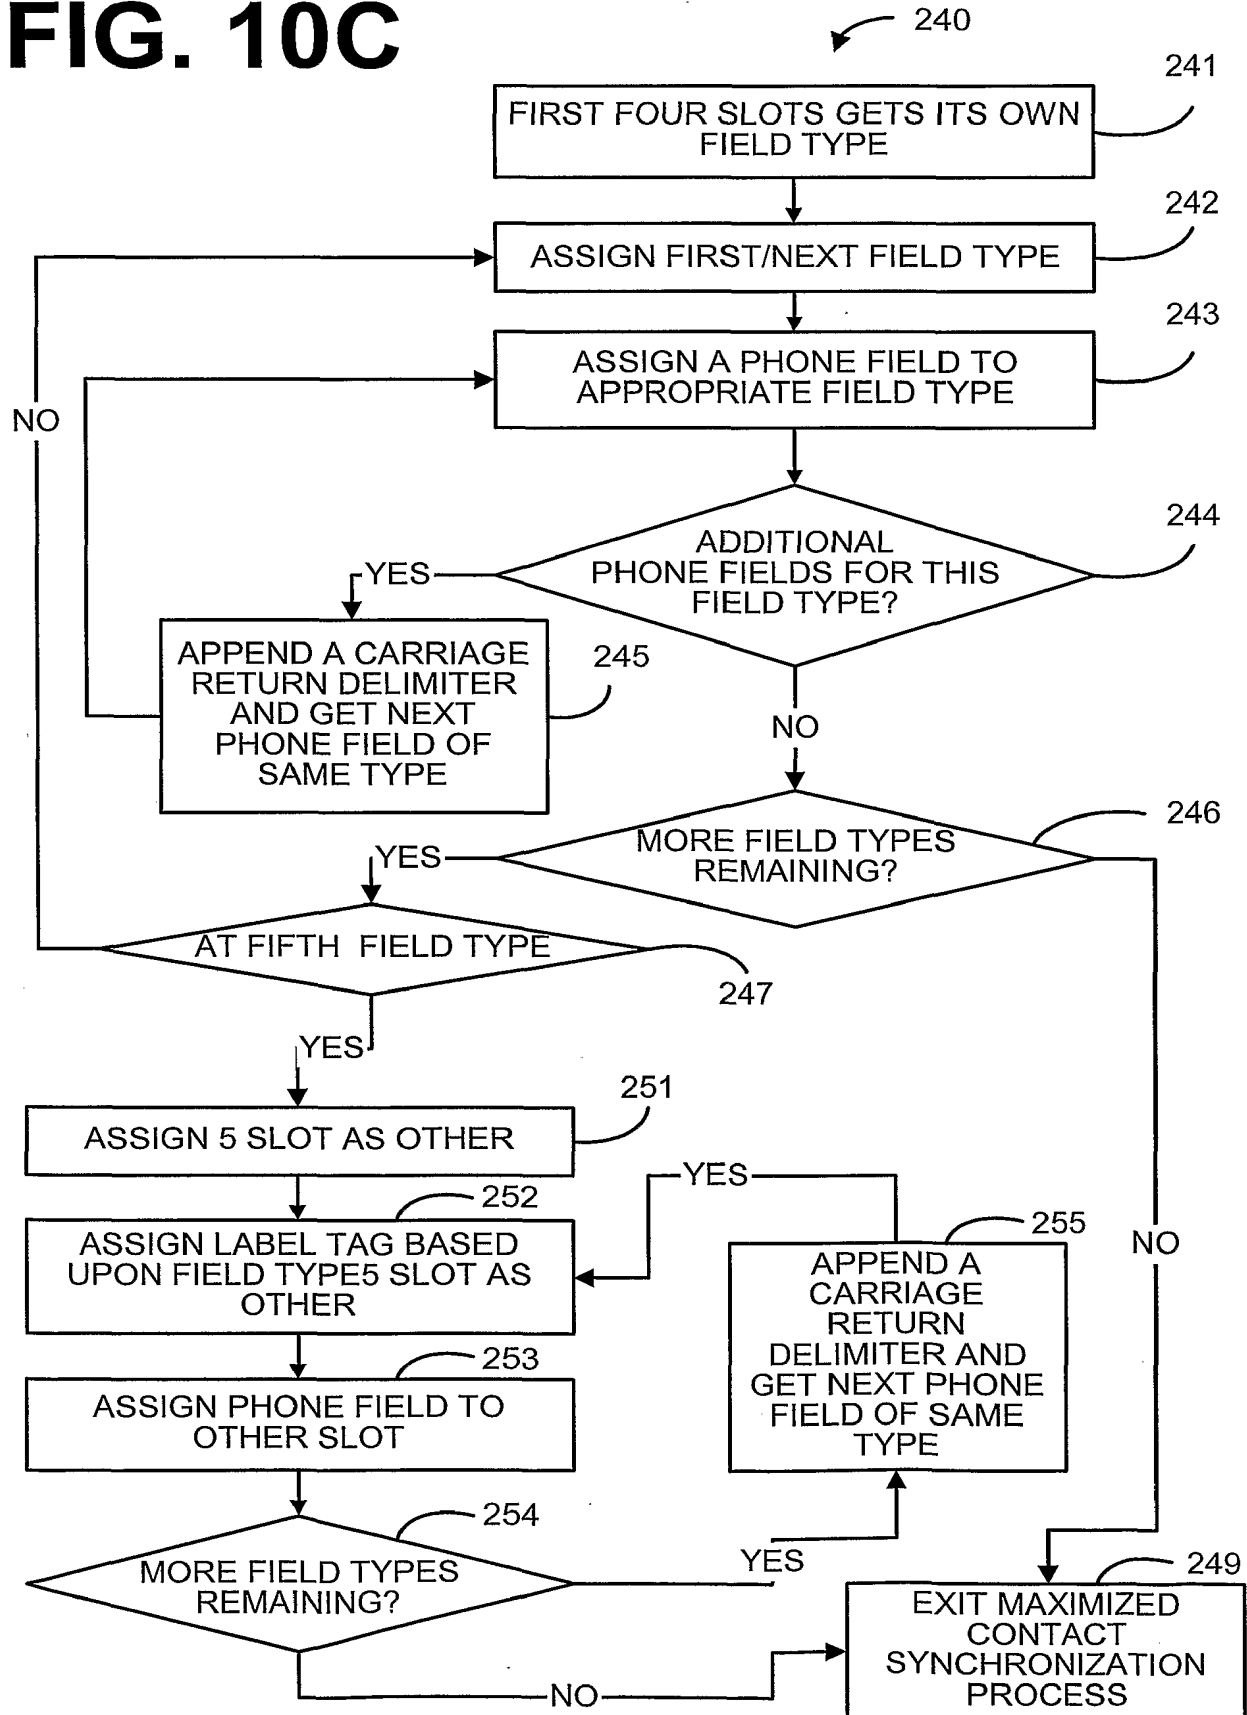 FIG. 10C
240
241
FIRST FOUR SLOTS GETS ITS OWN
FIELD TYPE
242
ASSIGN FIRST/NEXT FIELD TYPE
243
ASSIGN A PHONE FIELD TO
APPROPRIATE FIELD TYPE
NO
244
ADDITIONAL
PHONE FIELDS FOR THIS
FIELD TYPE?
YES
245
APPEND A CARRIAGE
RETURN DELIMITER
AND GET NEXT
PHONE FIELD OF
SAME TYPE
NO
246
MORE FIELD TYPES
REMAINING?
YES
AT FIFTH FIELD TYPE
247
YES
251
ASSIGN 5 SLOT AS OTHER
YES
252
ASSIGN LABEL TAG BASED
UPON FIELD TYPE5 SLOT AS
OTHER
255
APPEND A
CARRIAGE
RETURN
DELIMITER AND
GET NEXT PHONE
FIELD OF SAME
TYPE
NO
253
ASSIGN PHONE FIELD TO
OTHER SLOT
254
MORE FIELD TYPES
REMAINING?
YES
249
EXIT MAXIMIZED
CONTACT
SYNCHRONIZATION
PROCESS
NO